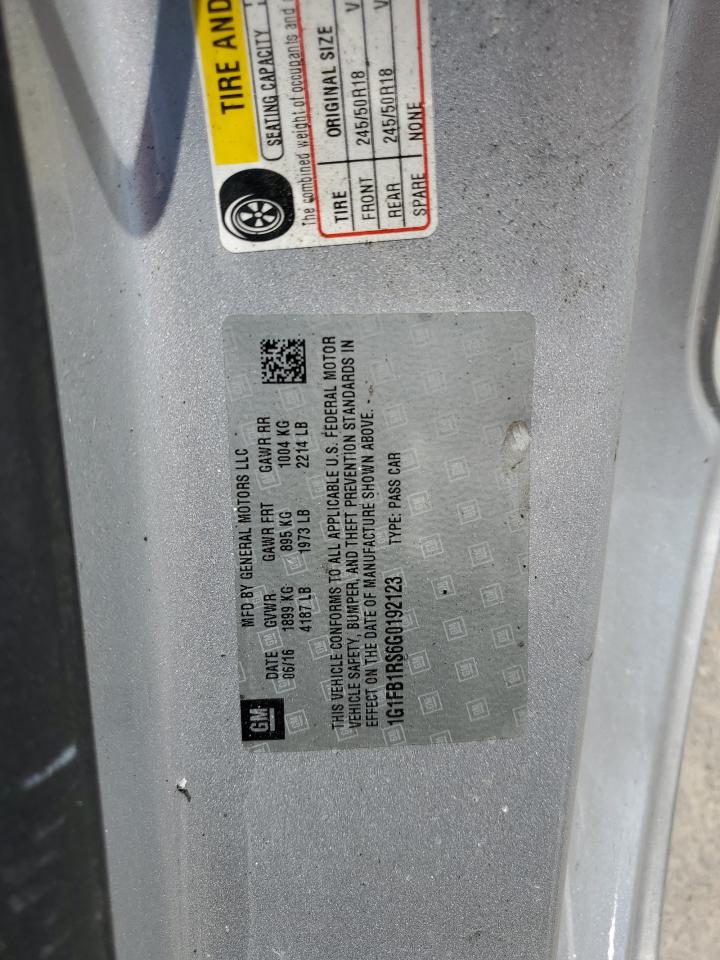 TIRE AND
SEATING CAPACITY
The combined weight of occupants and
TIRE ORIGINAL SIZE
FRONT 245/50R18 V
REAR 245/50R18 V
SPARE NONE
MFD BY GENERAL MOTORS LLC
DATE GVWR GAWR FRT GAWR RR
06/16 1899 KG 895 KG 1004 KG
4187 LB 1973 LB 2214 LB
THIS VEHICLE CONFORMS TO ALL APPLICABLE U.S. FEDERAL MOTOR
VEHICLE SAFETY, BUMPER, AND THEFT PREVENTION STANDARDS IN
EFFECT ON THE DATE OF MANUFACTURE SHOWN ABOVE.
1G1FB1RS6G0192123 TYPE: PASS CAR
GM